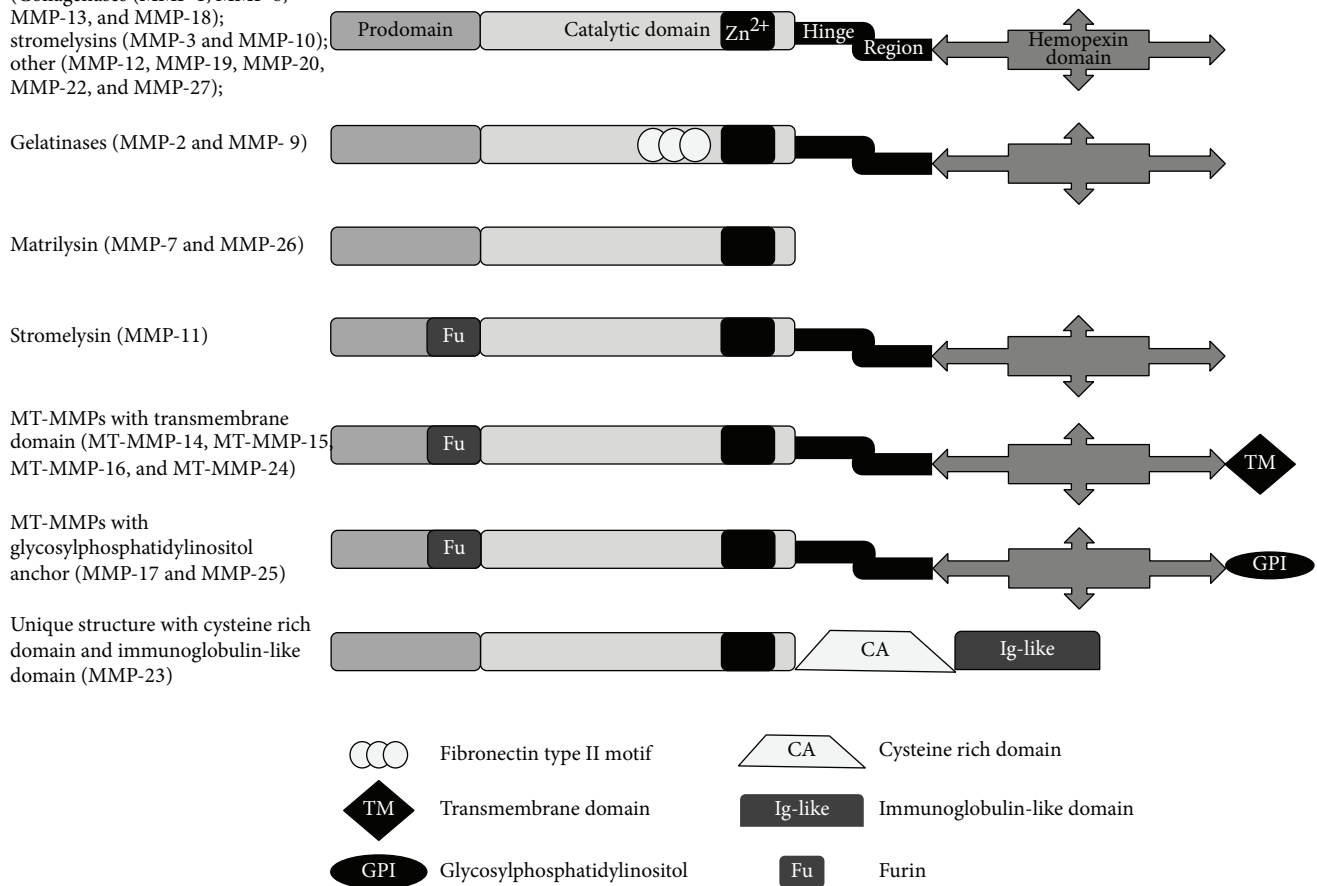 MMP-13, and MMP-18);
stromelysins (MMP-3 and MMP-10);
other (MMP-12, MMP-19, MMP-20,
MMP-22, and MMP-27);
Prodomain
Catalytic domain
Zn2+
Hinge
Region
Hemopexin
domain
Gelatinases (MMP-2 and MMP- 9)
Matrilysin (MMP-7 and MMP-26)
Stromelysin (MMP-11)
Fu
MT-MMPs with transmembrane
domain (MT-MMP-14, MT-MMP-15,
MT-MMP-16, and MT-MMP-24)
Fu
TM
MT-MMPs with
glycosylphosphatidylinositol
anchor (MMP-17 and MMP-25)
Fu
GPI
Unique structure with cysteine rich
domain and immunoglobulin-like
domain (MMP-23)
CA
Ig-like
Fibronectin type II motif
CA
Cysteine rich domain
TM
Transmembrane domain
Ig-like
Immunoglobulin-like domain
GPI
Glycosylphosphatidylinositol
Fu
Furin